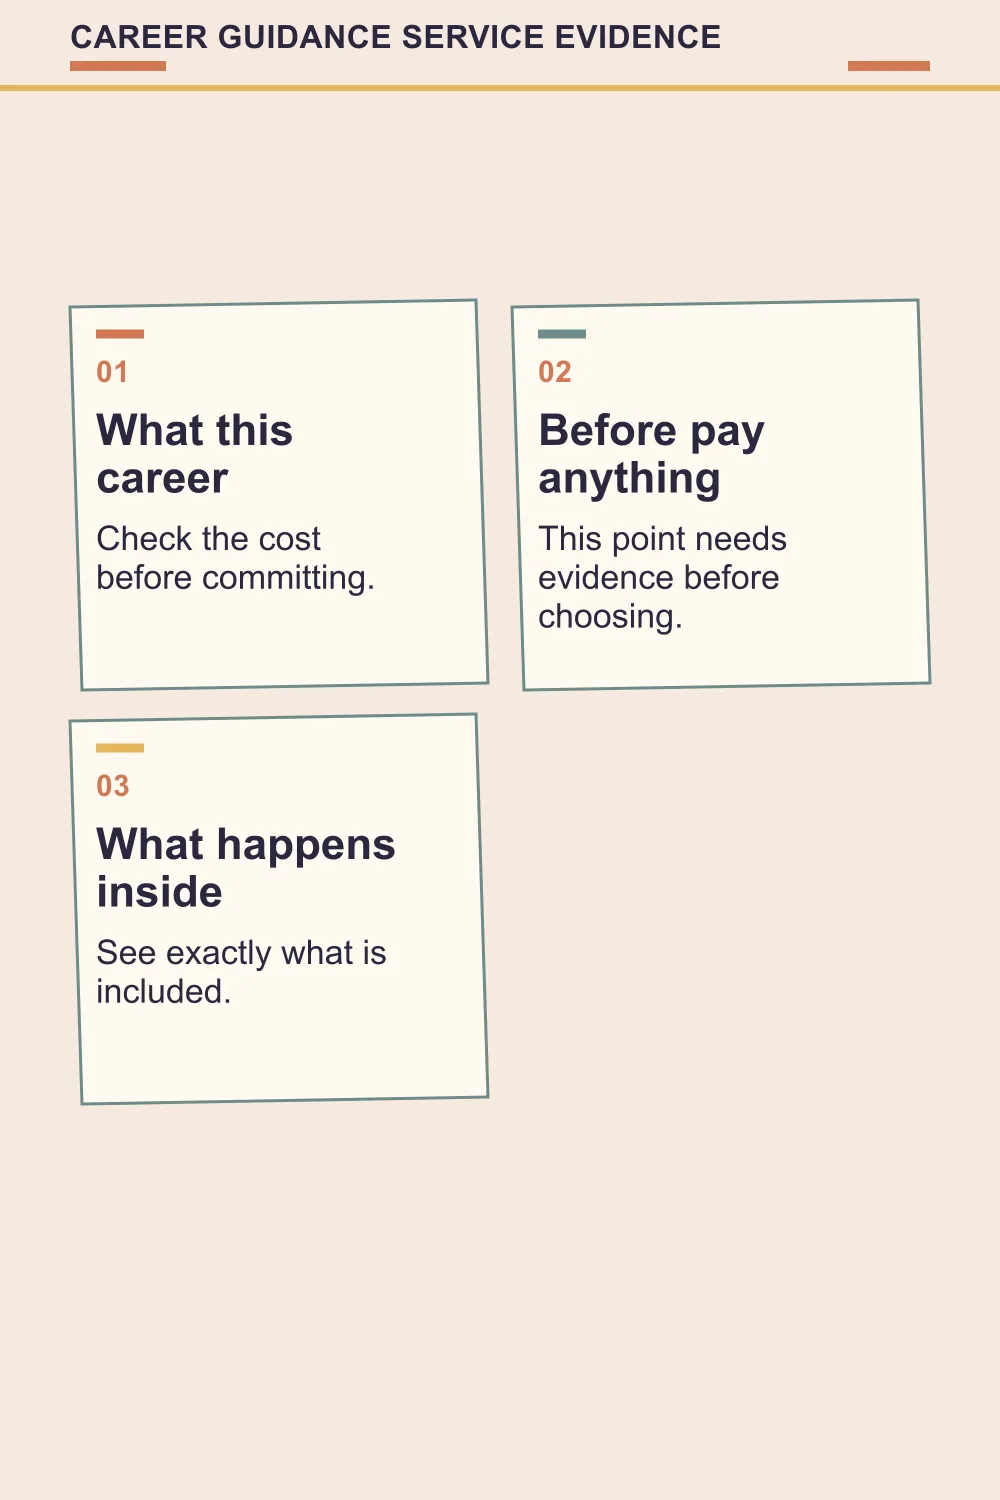 CAREER GUIDANCE SERVICE EVIDENCE
01
What this
career
Check the cost
before committing.
02
Before pay
anything
This point needs
evidence before
choosing.
03
What happens
inside
See exactly what is
included.